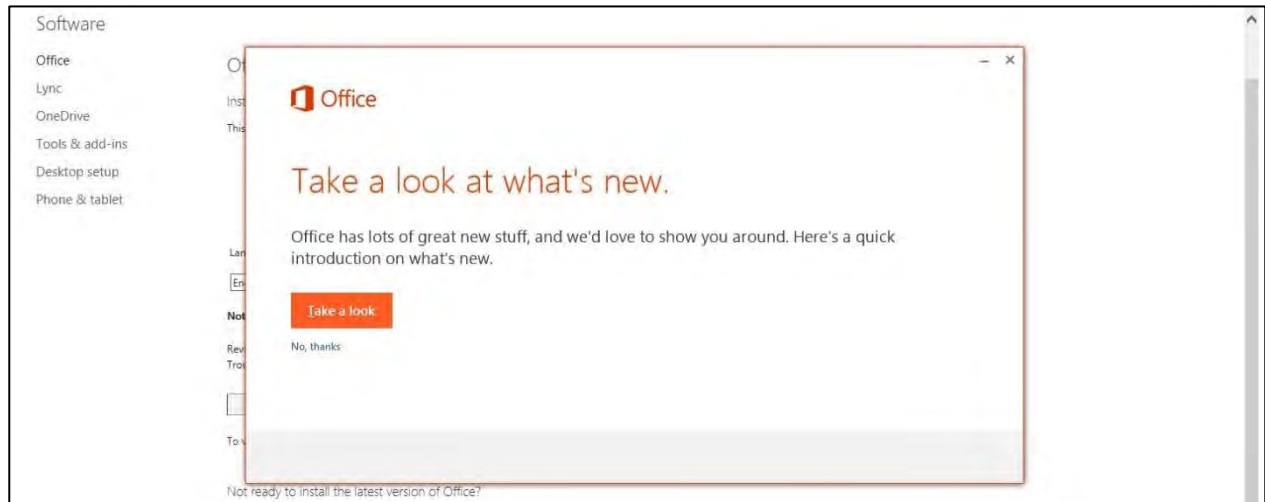 Software
Office
Lync
OneDrive
Tools & add-ins
Desktop setup
Phone & tablet
Office
Take a look at what's new.
Office has lots of great new stuff, and we'd love to show you around. Here's a quick
introduction on what's new.
Take a look
No, thanks
Not ready to install the latest version of Office?